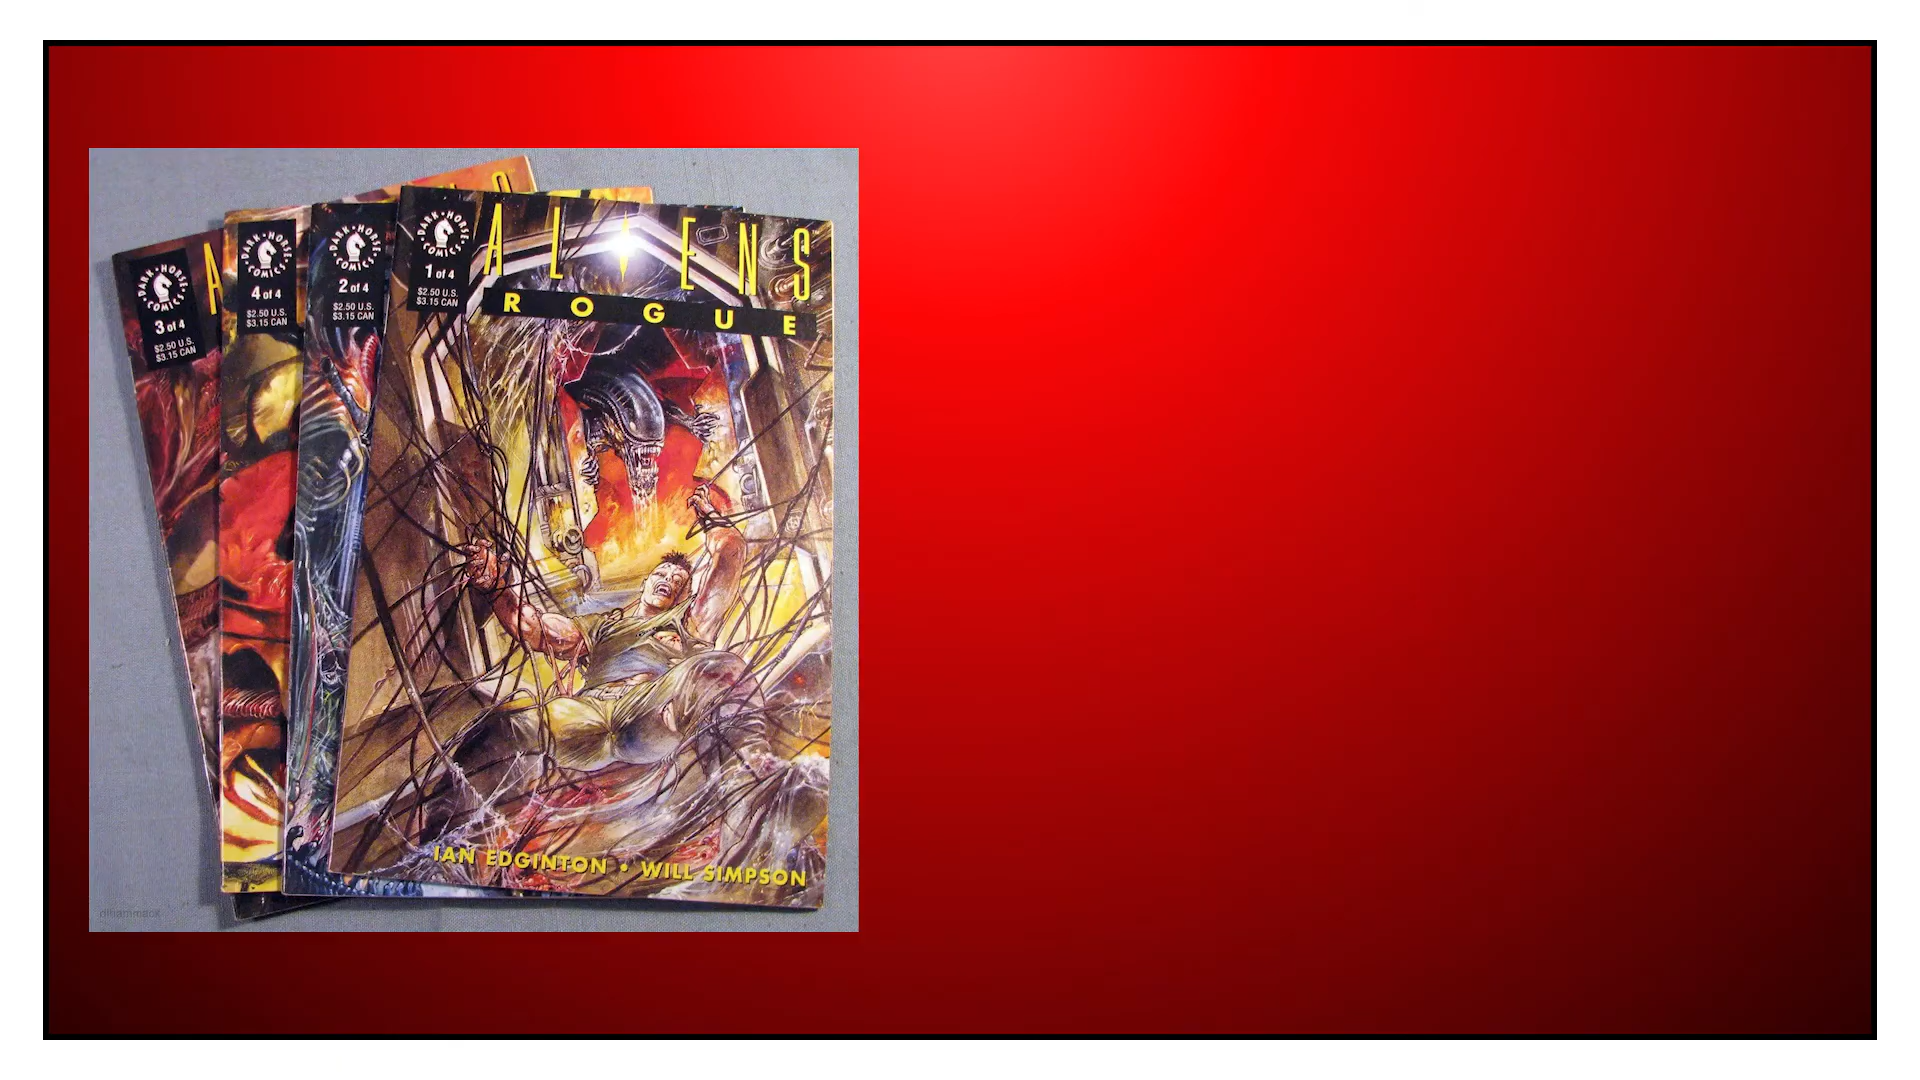 DARK HORSE COMICS
3 of 4
$2.50 U.S.
$3.15 CAN
A
DARK HORSE COMICS
4 of 4
$2.50 U.S.
$3.15 CAN
DARK HORSE COMICS
2 of 4
$2.50 U.S.
$3.15 CAN
DARK HORSE COMICS
1 of 4
$2.50 U.S.
$3.15 CAN
ALIENS™
ROGUE
IAN EDGINTON • WILL SIMPSON
dlhammack